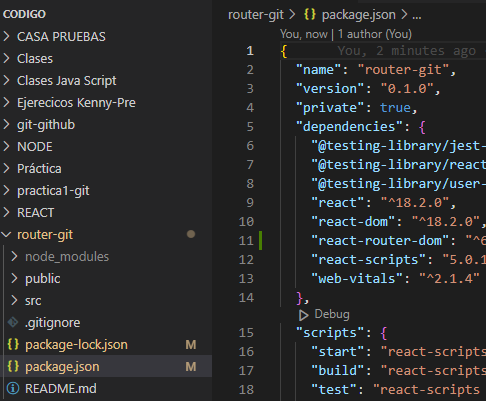 CODIGO
CASA PRUEBAS
Clases
Clases Java Script
Ejerecicos Kenny-Pre
git-github
NODE
Práctica
practica1-git
REACT
router-git
node_modules
public
src
.gitignore
package-lock.json M
package.json M
README.md
router-git > package.json > ...
You, now | 1 author (You)
1 { You, 2 minutes ago
2 "name": "router-git",
3 "version": "0.1.0",
4 "private": true,
5 "dependencies": {
6 "@testing-library/jest-
7 "@testing-library/react
8 "@testing-library/user-
9 "react": "^18.2.0",
10 "react-dom": "^18.2.0",
11 "react-router-dom": "^6
12 "react-scripts": "5.0.1
13 "web-vitals": "^2.1.4"
14 },
Debug
15 "scripts": {
16 "start": "react-scripts
17 "build": "react-scripts
18 "test": "react-scripts